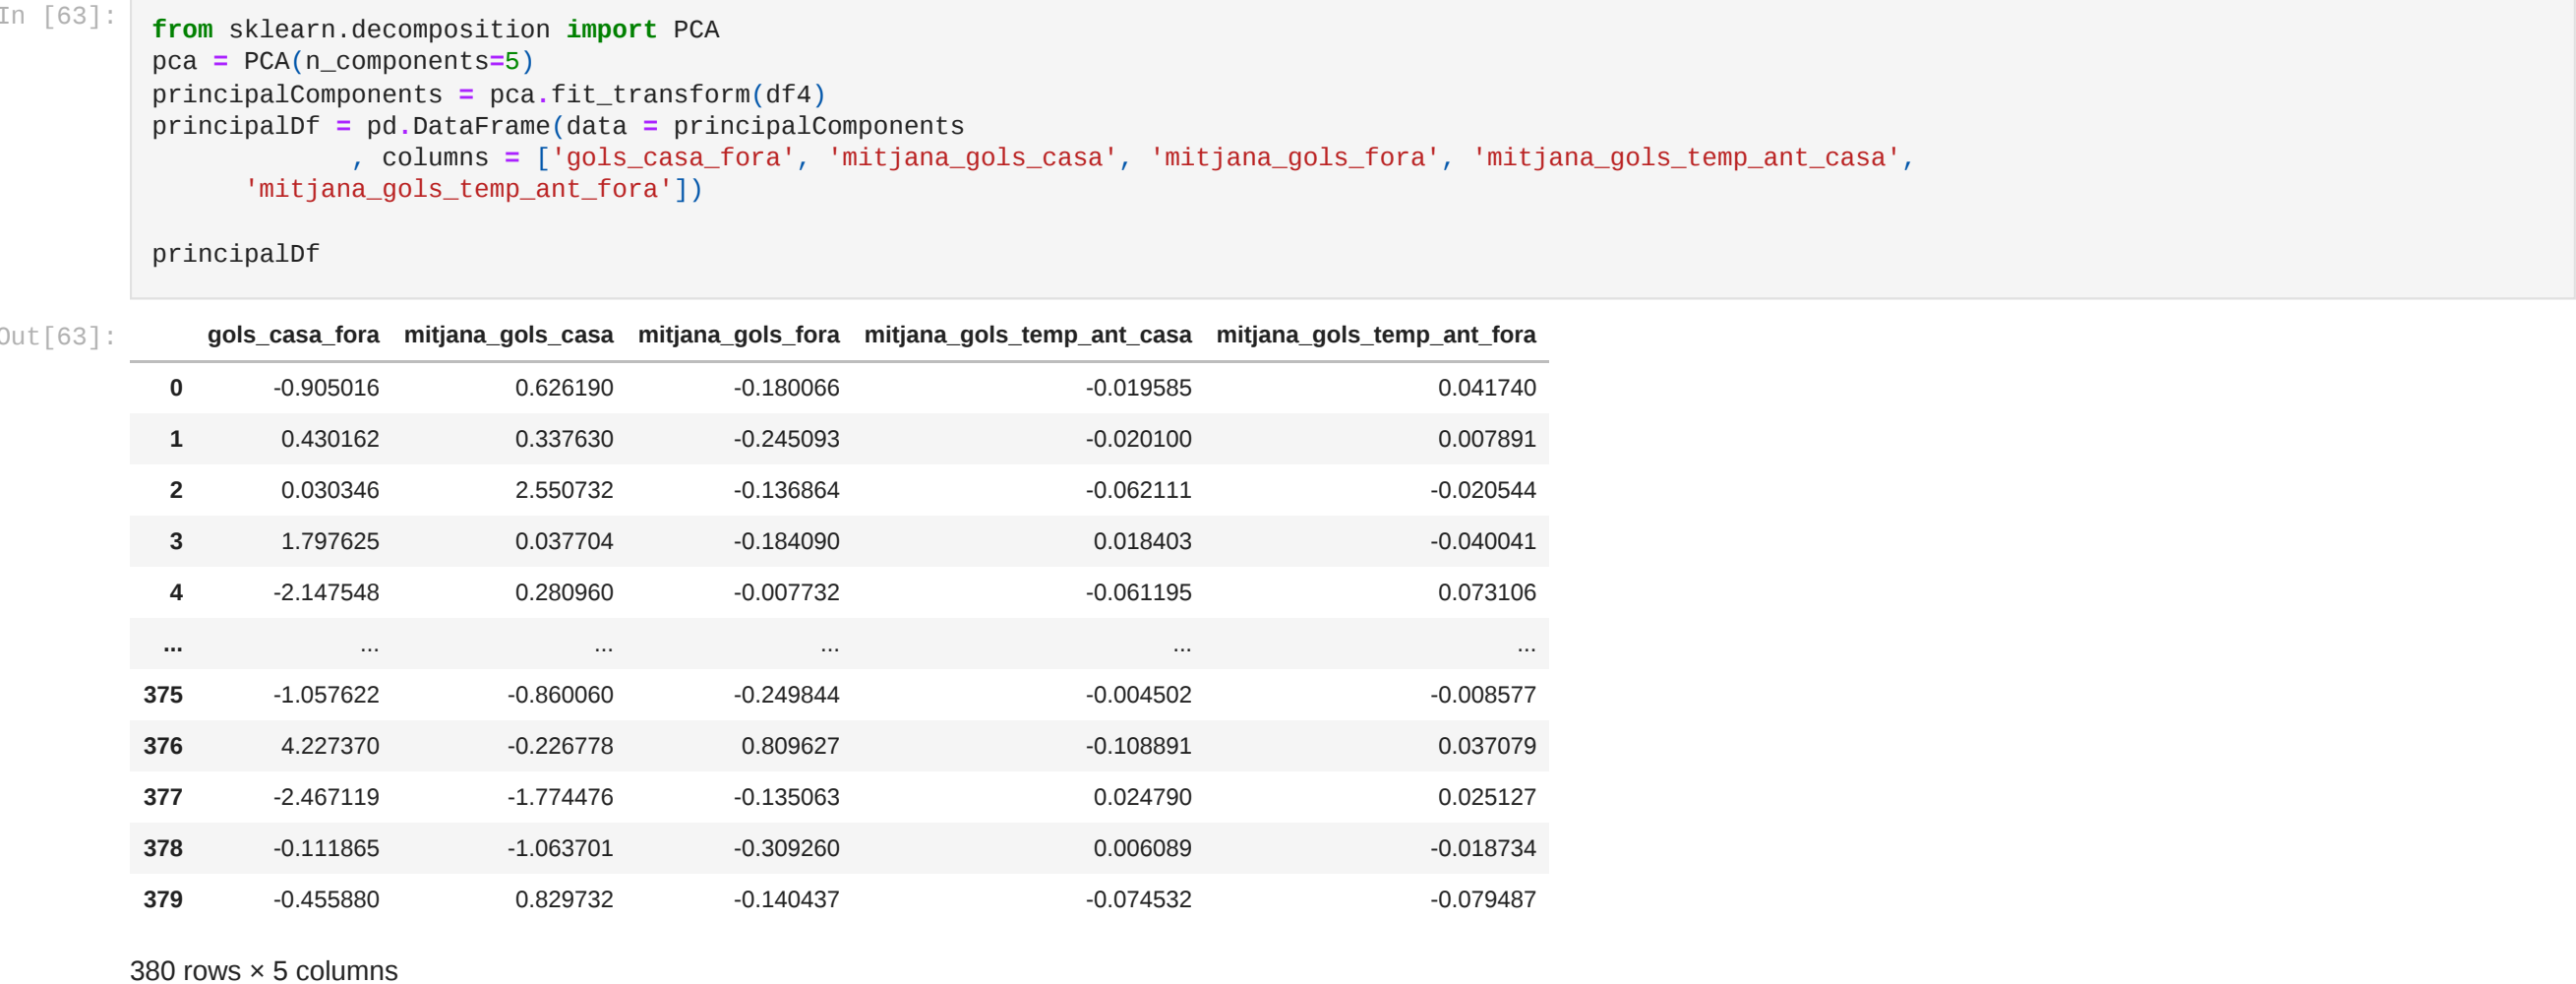 In [63]:
from sklearn.decomposition import PCA
pca = PCA(n_components=5)
principalComponents = pca.fit_transform(df4)
principalDf = pd.DataFrame(data = principalComponents
, columns = ['gols_casa_fora', 'mitjana_gols_casa', 'mitjana_gols_fora', 'mitjana_gols_temp_ant_casa',
'mitjana_gols_temp_ant_fora'])
principalDf
Out[63]:
gols_casa_fora mitjana_gols_casa mitjana_gols_fora mitjana_gols_temp_ant_casa mitjana_gols_temp_ant_fora
0 -0.905016 0.626190 -0.180066 -0.019585 0.041740
1 0.430162 0.337630 -0.245093 -0.020100 0.007891
2 0.030346 2.550732 -0.136864 -0.062111 -0.020544
3 1.797625 0.037704 -0.184090 0.018403 -0.040041
4 -2.147548 0.280960 -0.007732 -0.061195 0.073106
... ... ... ... ... ...
375 -1.057622 -0.860060 -0.249844 -0.004502 -0.008577
376 4.227370 -0.226778 0.809627 -0.108891 0.037079
377 -2.467119 -1.774476 -0.135063 0.024790 0.025127
378 -0.111865 -1.063701 -0.309260 0.006089 -0.018734
379 -0.455880 0.829732 -0.140437 -0.074532 -0.079487
380 rows × 5 columns